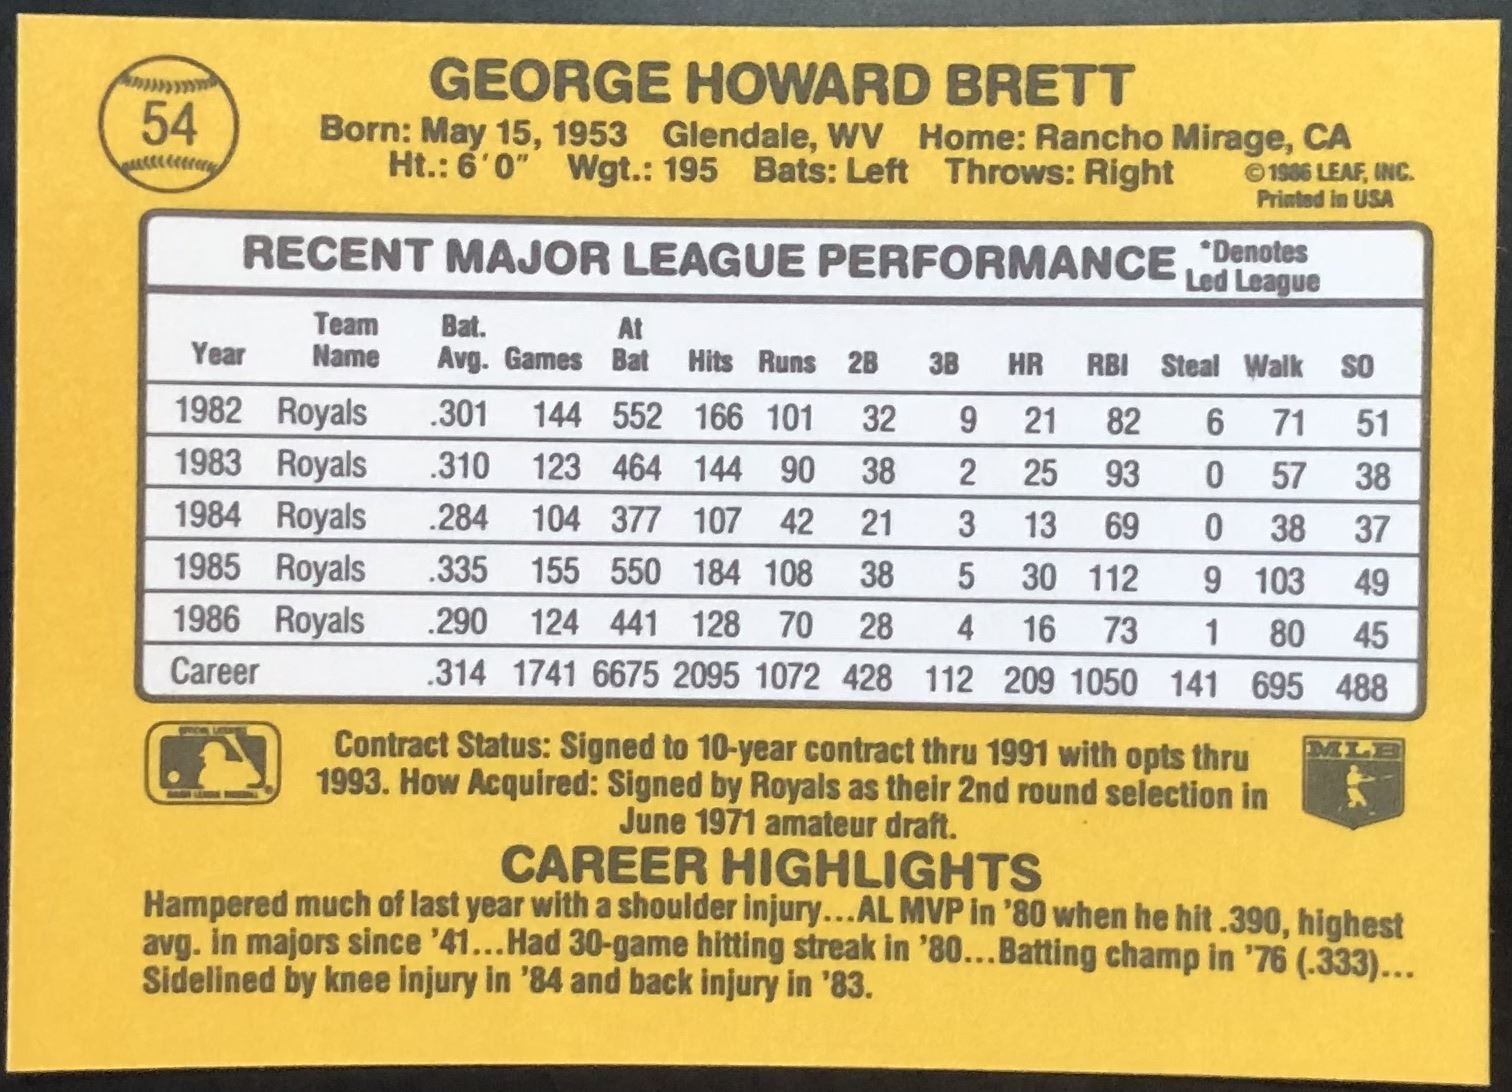 54
GEORGE HOWARD BRETT
Born: May 15, 1953 Glendale, WV Home: Rancho Mirage, CA
Ht.: 6'0" Wgt.: 195 Bats: Left Throws: Right
©1986 LEAF, INC.
Printed in USA
RECENT MAJOR LEAGUE PERFORMANCE *Denotes
Led League
Team Bat. At
Year Name Avg. Games Bat Hits Runs 2B 3B HR RBI Steal Walk SO
1982 Royals .301 144 552 166 101 32 9 21 82 6 71 51
1983 Royals .310 123 464 144 90 38 2 25 93 0 57 38
1984 Royals .284 104 377 107 42 21 3 13 69 0 38 37
1985 Royals .335 155 550 184 108 38 5 30 112 9 103 49
1986 Royals .290 124 441 128 70 28 4 16 73 1 80 45
Career .314 1741 6675 2095 1072 428 112 209 1050 141 695 488
Contract Status: Signed to 10-year contract thru 1991 with opts thru
1993. How Acquired: Signed by Royals as their 2nd round selection in
June 1971 amateur draft.
MLB
CAREER HIGHLIGHTS
Hampered much of last year with a shoulder injury...AL MVP in '80 when he hit .390, highest
avg. in majors since '41...Had 30-game hitting streak in '80...Batting champ in '76 (.333)...
Sidelined by knee injury in '84 and back injury in '83.